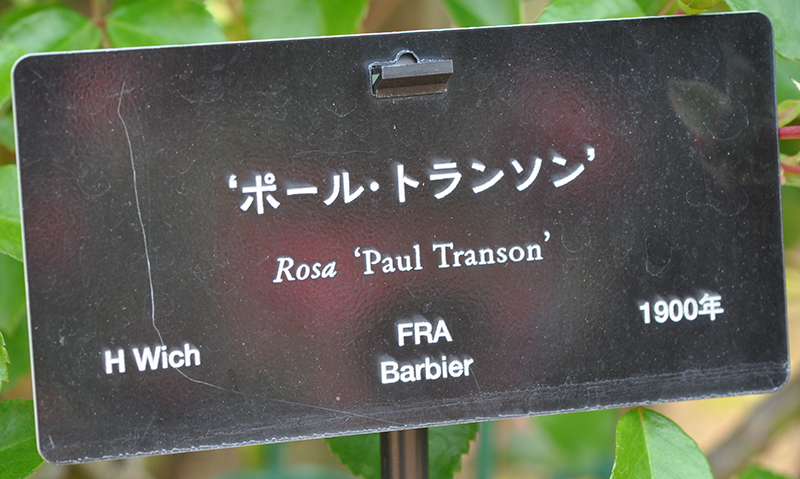 ‘ポール・トランソン’
Rosa ‘Paul Transon’
H Wich
FRA
Barbier
1900年